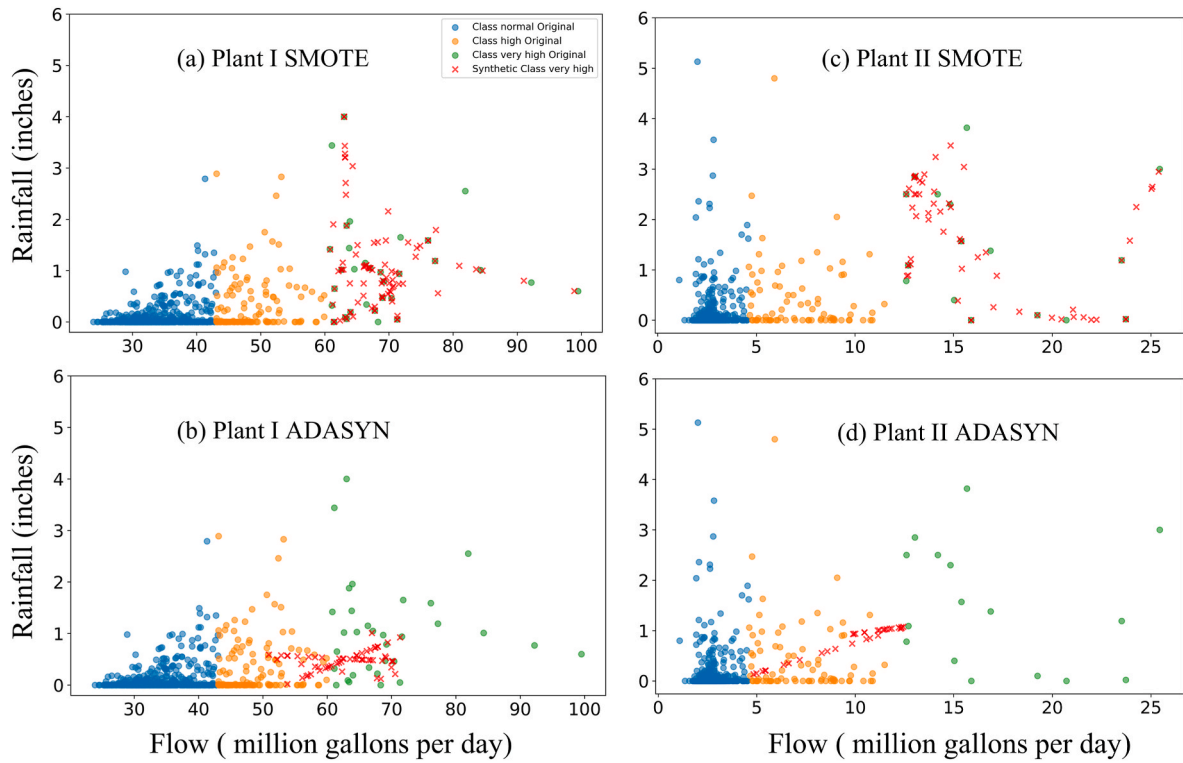 6
5
4
3
2
1
0
Rainfall (inches)
(a) Plant I SMOTE
Class normal Original
Class high Original
Class very high Original
Synthetic Class very high
30 40 50 60 70 80 90 100
6
5
4
3
2
1
0
(c) Plant II SMOTE
0 5 10 15 20 25
6
5
4
3
2
1
0
Rainfall (inches)
(b) Plant I ADASYN
30 40 50 60 70 80 90 100
Flow ( million gallons per day)
6
5
4
3
2
1
0
(d) Plant II ADASYN
0 5 10 15 20 25
Flow ( million gallons per day)